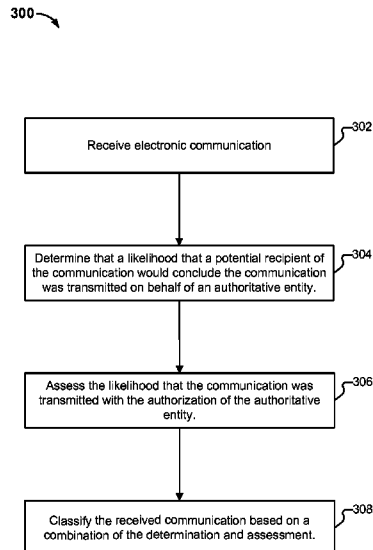 300
302
Receive electronic communication
304
Determine that a likelihood that a potential recipient of
the communication would conclude the communication
was transmitted on behalf of an authoritative entity.
306
Assess the likelihood that the communication was
transmitted with the authorization of the authoritative
entity.
308
Classify the received communication based on a
combination of the determination and assessment.